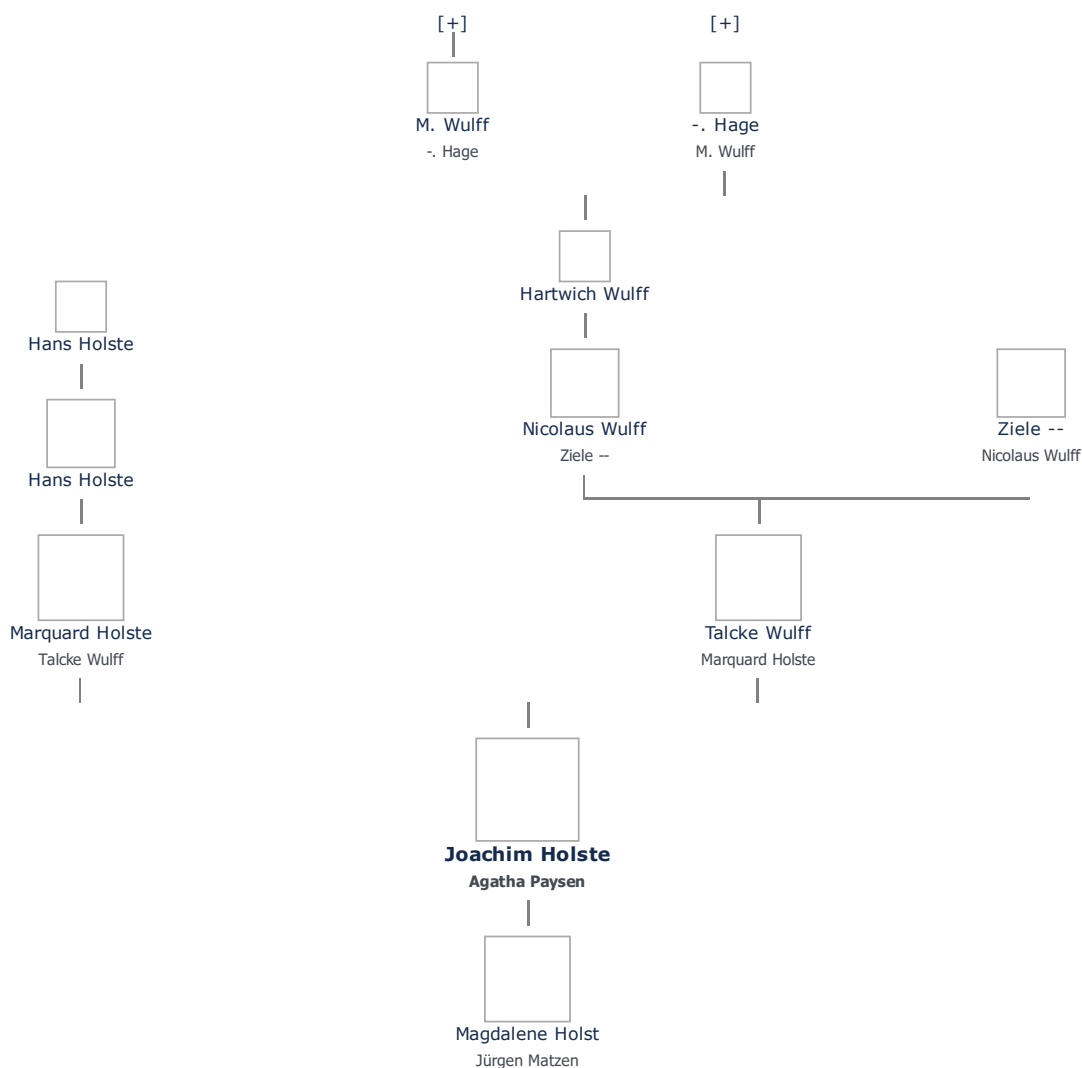 [+]
[+]
M. Wulff
-. Hage
-. Hage
M. Wulff
Hartwich Wulff
Hans Holste
Nicolaus Wulff
Ziele --
Ziele --
Nicolaus Wulff
Hans Holste
Marquard Holste
Talcke Wulff
Talcke Wulff
Marquard Holste
Joachim Holste
Agatha Paysen
Magdalene Holst
Jürgen Matzen